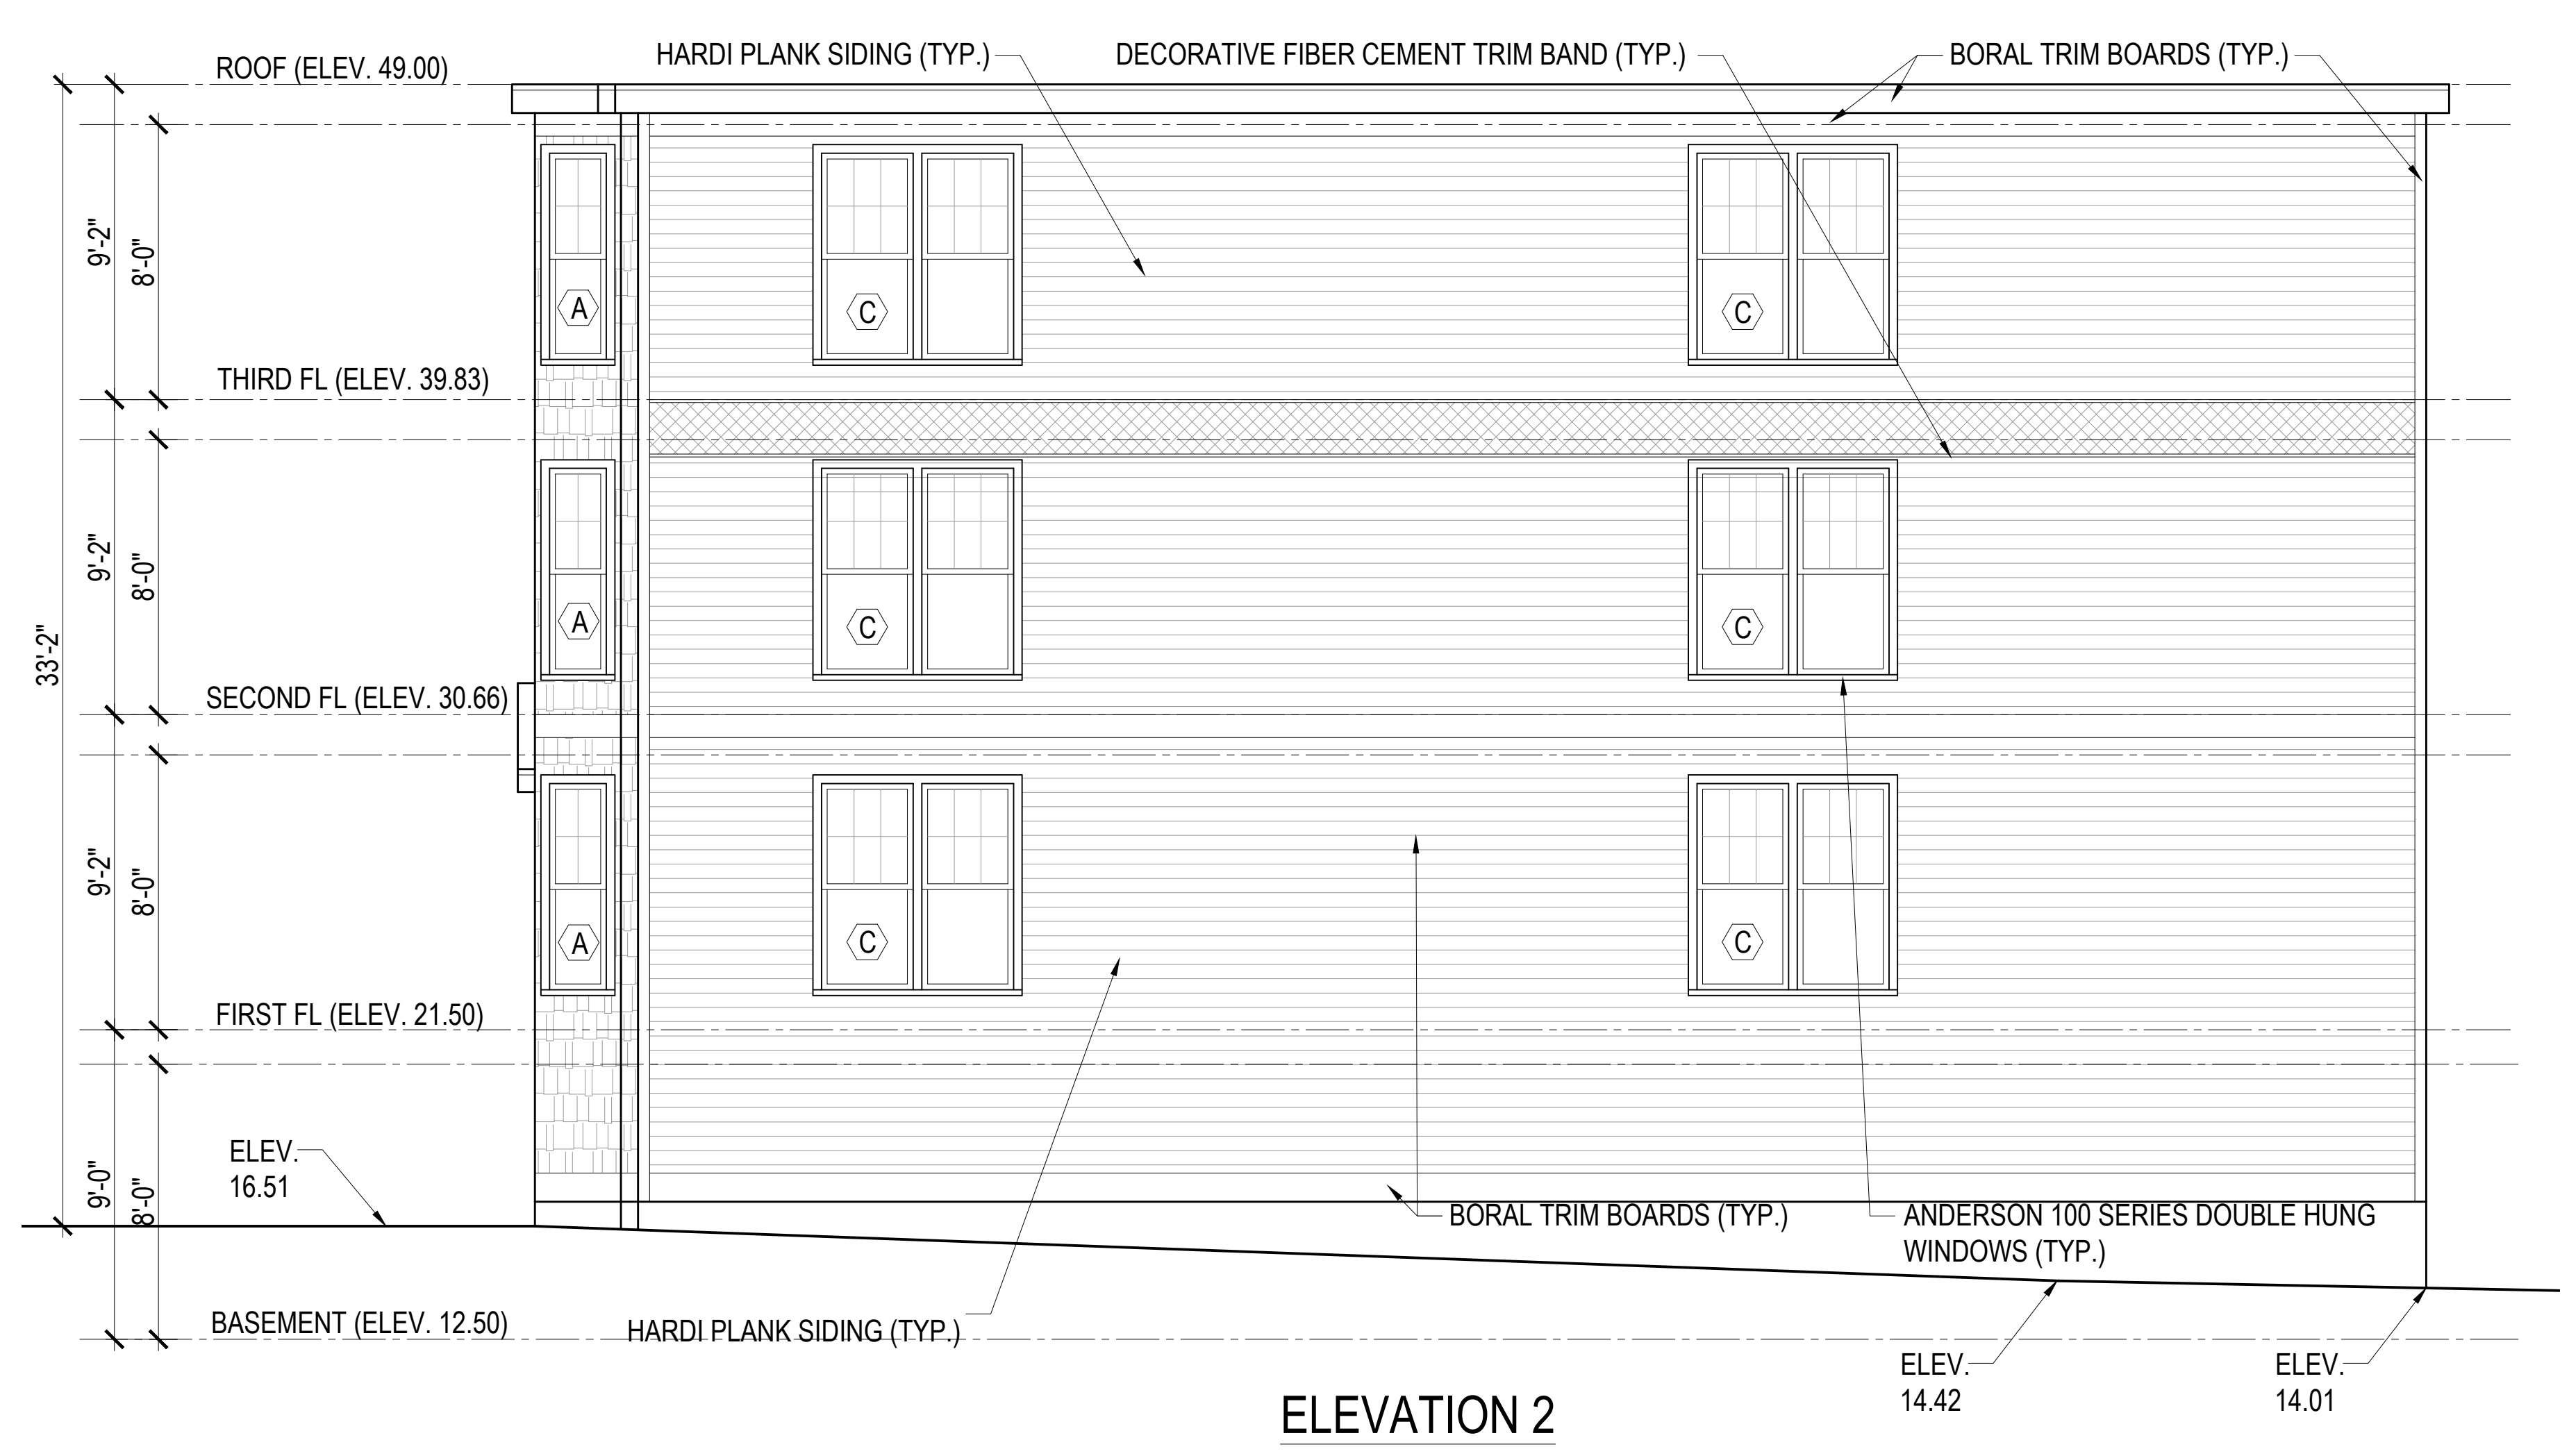 HARDI PLANK SIDING (TYP.)
DECORATIVE FIBER CEMENT TRIM BAND (TYP.)
BORAL TRIM BOARDS (TYP.)
ROOF (ELEV. 49.00)
9'-2"
8'-0"
A
C
C
THIRD FL (ELEV. 39.83)
9'-2"
8'-0"
A
C
C
33'-2"
SECOND FL (ELEV. 30.66)
9'-2"
8'-0"
A
C
C
FIRST FL (ELEV. 21.50)
ELEV.
16.51
9'-0"
8'-0"
BORAL TRIM BOARDS (TYP.)
ANDERSON 100 SERIES DOUBLE HUNG
WINDOWS (TYP.)
BASEMENT (ELEV. 12.50)
HARDI PLANK SIDING (TYP.)
ELEV.
14.42
ELEV.
14.01
ELEVATION 2